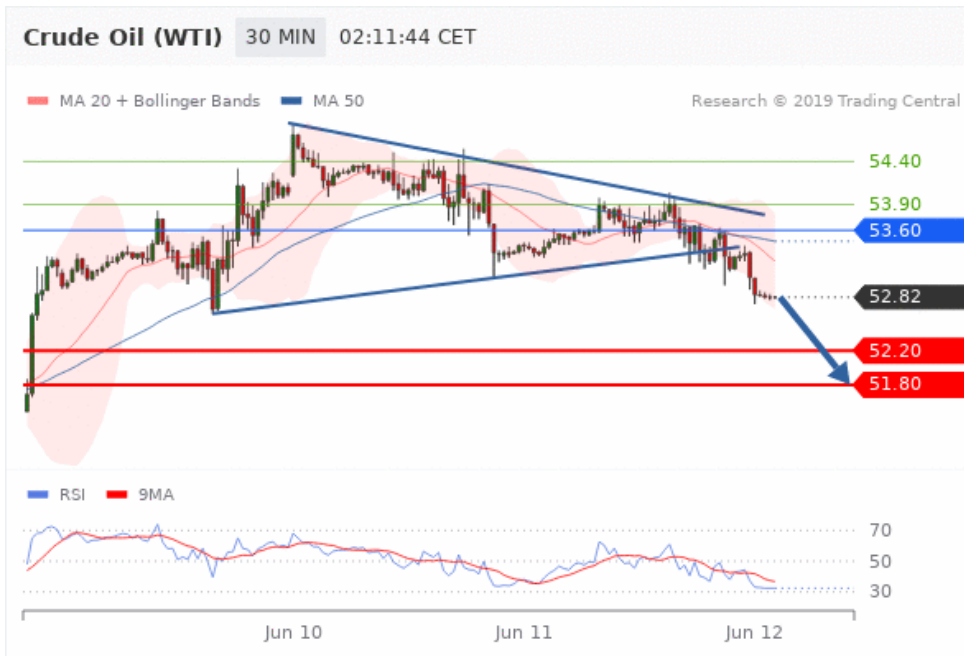 Crude Oil (WTI) 30 MIN 02:11:44 CET
MA 20 + Bollinger Bands MA 50 Research © 2019 Trading Central
54.40
53.90
53.60
52.82
52.20
51.80
RSI 9MA
70
50
30
Jun 10 Jun 11 Jun 12